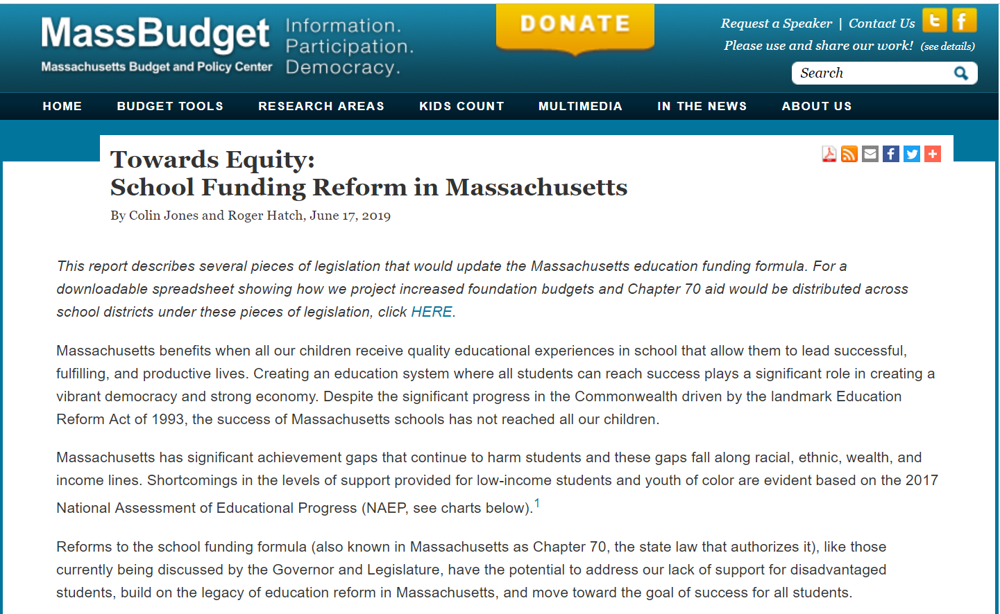 MassBudget
Massachusetts Budget and Policy Center
Information.
Participation.
Democracy.
DONATE
Request a Speaker | Contact Us
Please use and share our work! (see details)
Search
HOME BUDGET TOOLS RESEARCH AREAS KIDS COUNT MULTIMEDIA IN THE NEWS ABOUT US
Towards Equity:
School Funding Reform in Massachusetts
By Colin Jones and Roger Hatch, June 17, 2019
This report describes several pieces of legislation that would update the Massachusetts education funding formula. For a
downloadable spreadsheet showing how we project increased foundation budgets and Chapter 70 aid would be distributed across
school districts under these pieces of legislation, click HERE.
Massachusetts benefits when all our children receive quality educational experiences in school that allow them to lead successful,
fulfilling, and productive lives. Creating an education system where all students can reach success plays a significant role in creating a
vibrant democracy and strong economy. Despite the significant progress in the Commonwealth driven by the landmark Education
Reform Act of 1993, the success of Massachusetts schools has not reached all our children.
Massachusetts has significant achievement gaps that continue to harm students and these gaps fall along racial, ethnic, wealth, and
income lines. Shortcomings in the levels of support provided for low-income students and youth of color are evident based on the 2017
National Assessment of Educational Progress (NAEP, see charts below).1
Reforms to the school funding formula (also known in Massachusetts as Chapter 70, the state law that authorizes it), like those
currently being discussed by the Governor and Legislature, have the potential to address our lack of support for disadvantaged
students, build on the legacy of education reform in Massachusetts, and move toward the goal of success for all students.